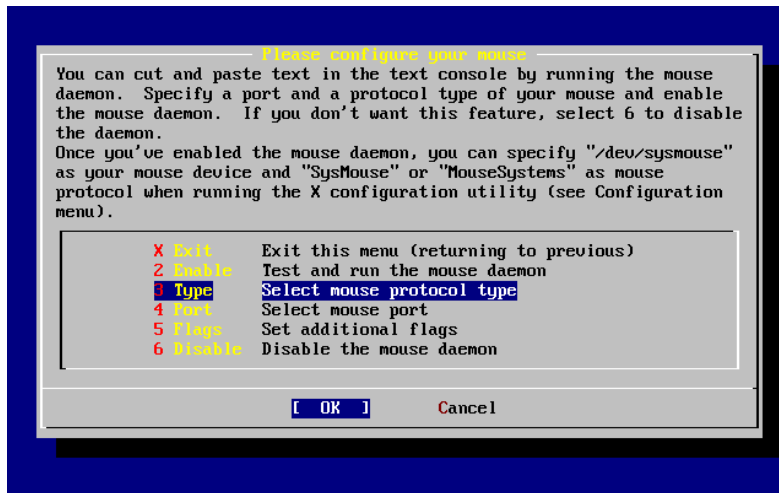 Please configure your mouse
You can cut and paste text in the text console by running the mouse
daemon.  Specify a port and a protocol type of your mouse and enable
the mouse daemon.  If you don't want this feature, select 6 to disable
the daemon.
Once you've enabled the mouse daemon, you can specify "/dev/sysmouse"
as your mouse device and "SysMouse" or "MouseSystems" as mouse
protocol when running the X configuration utility (see Configuration
menu).
X Exit Exit this menu (returning to previous)
2 Enable Test and run the mouse daemon
3 Type Select mouse protocol type
4 Port Select mouse port
5 Flags Set additional flags
6 Disable Disable the mouse daemon
[ OK ] Cancel